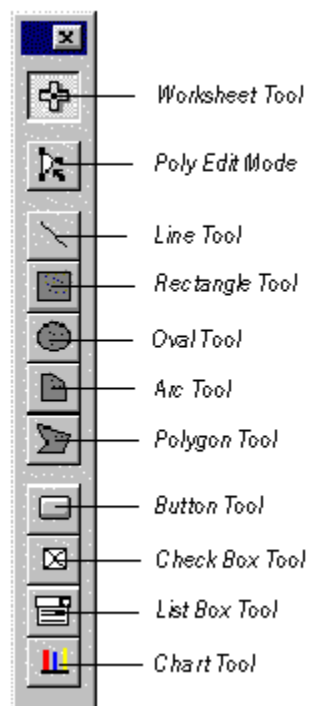 Worksheet Tool
Poly Edit Mode
Line Tool
Rectangle Tool
Oval Tool
Arc Tool
Polygon Tool
Button Tool
Check Box Tool
List Box Tool
Chart Tool